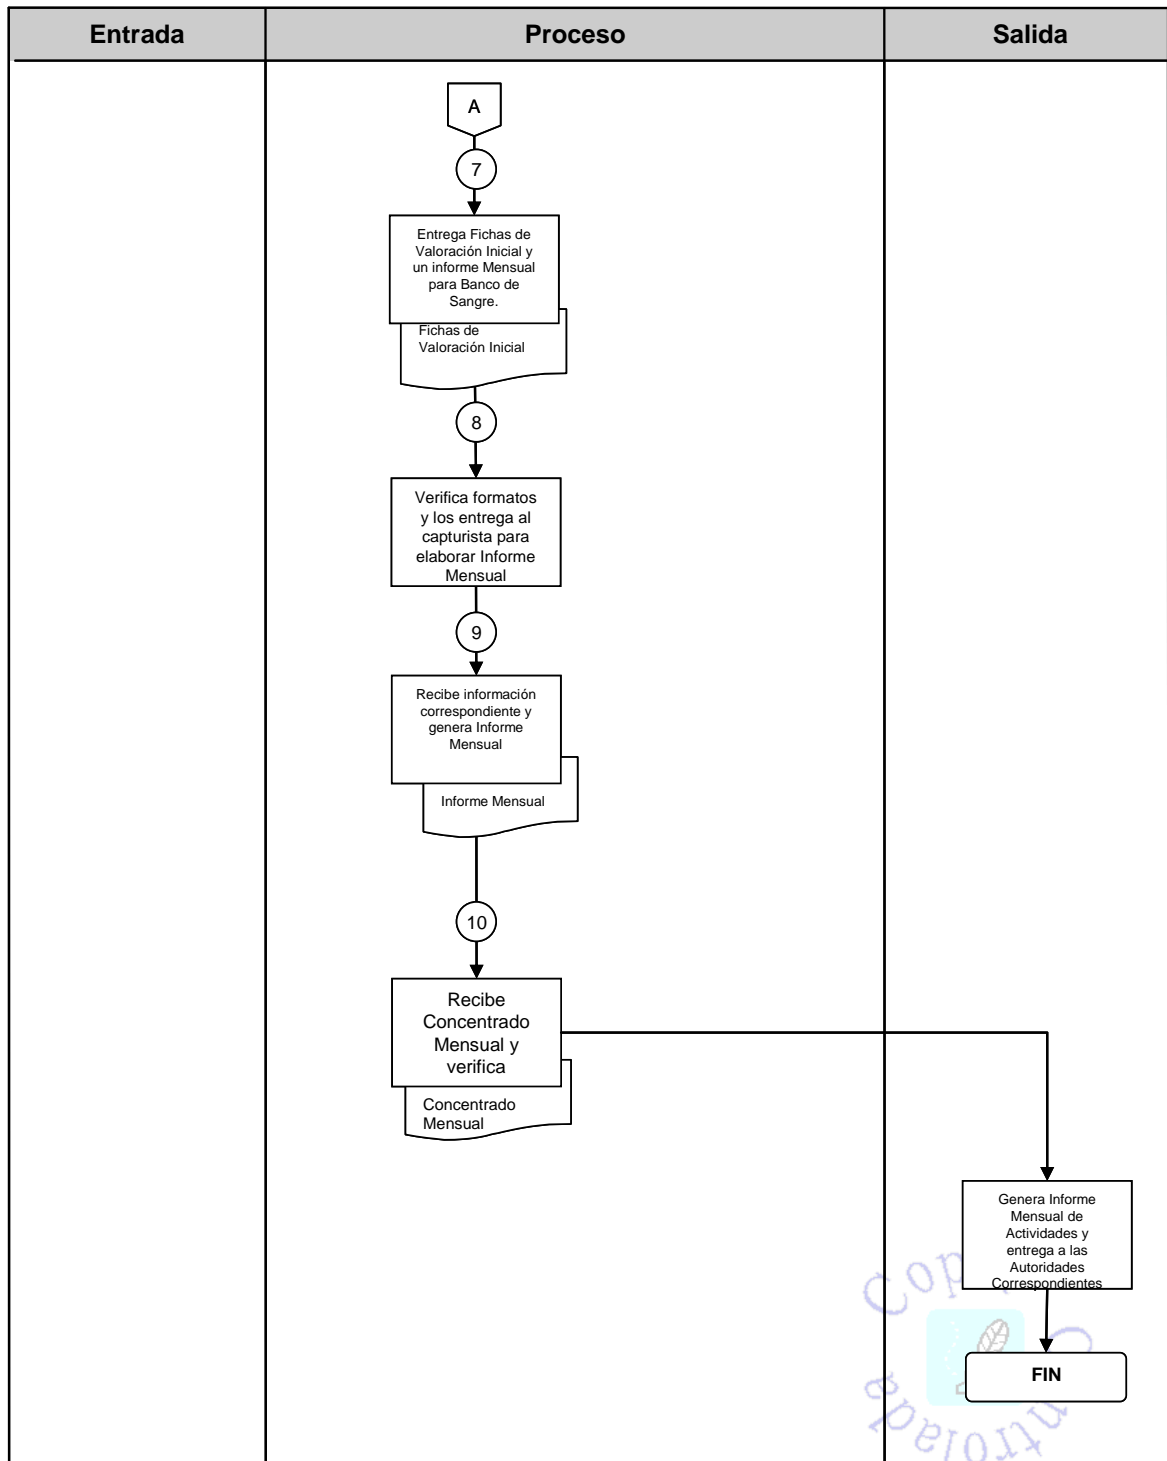 Entrada
Proceso
Salida
A
7
Entrega Fichas de
Valoración Inicial y
un informe Mensual
para Banco de
Sangre.
Fichas de
Valoración Inicial
8
Verifica formatos
y los entrega al
capturista para
elaborar Informe
Mensual
9
Recibe información
correspondiente y
genera Informe
Mensual
Informe Mensual
10
Recibe
Concentrado
Mensual y
verifica
Concentrado
Mensual
Genera Informe
Mensual de
Actividades y
entrega a las
Autoridades
Correspondientes
FIN